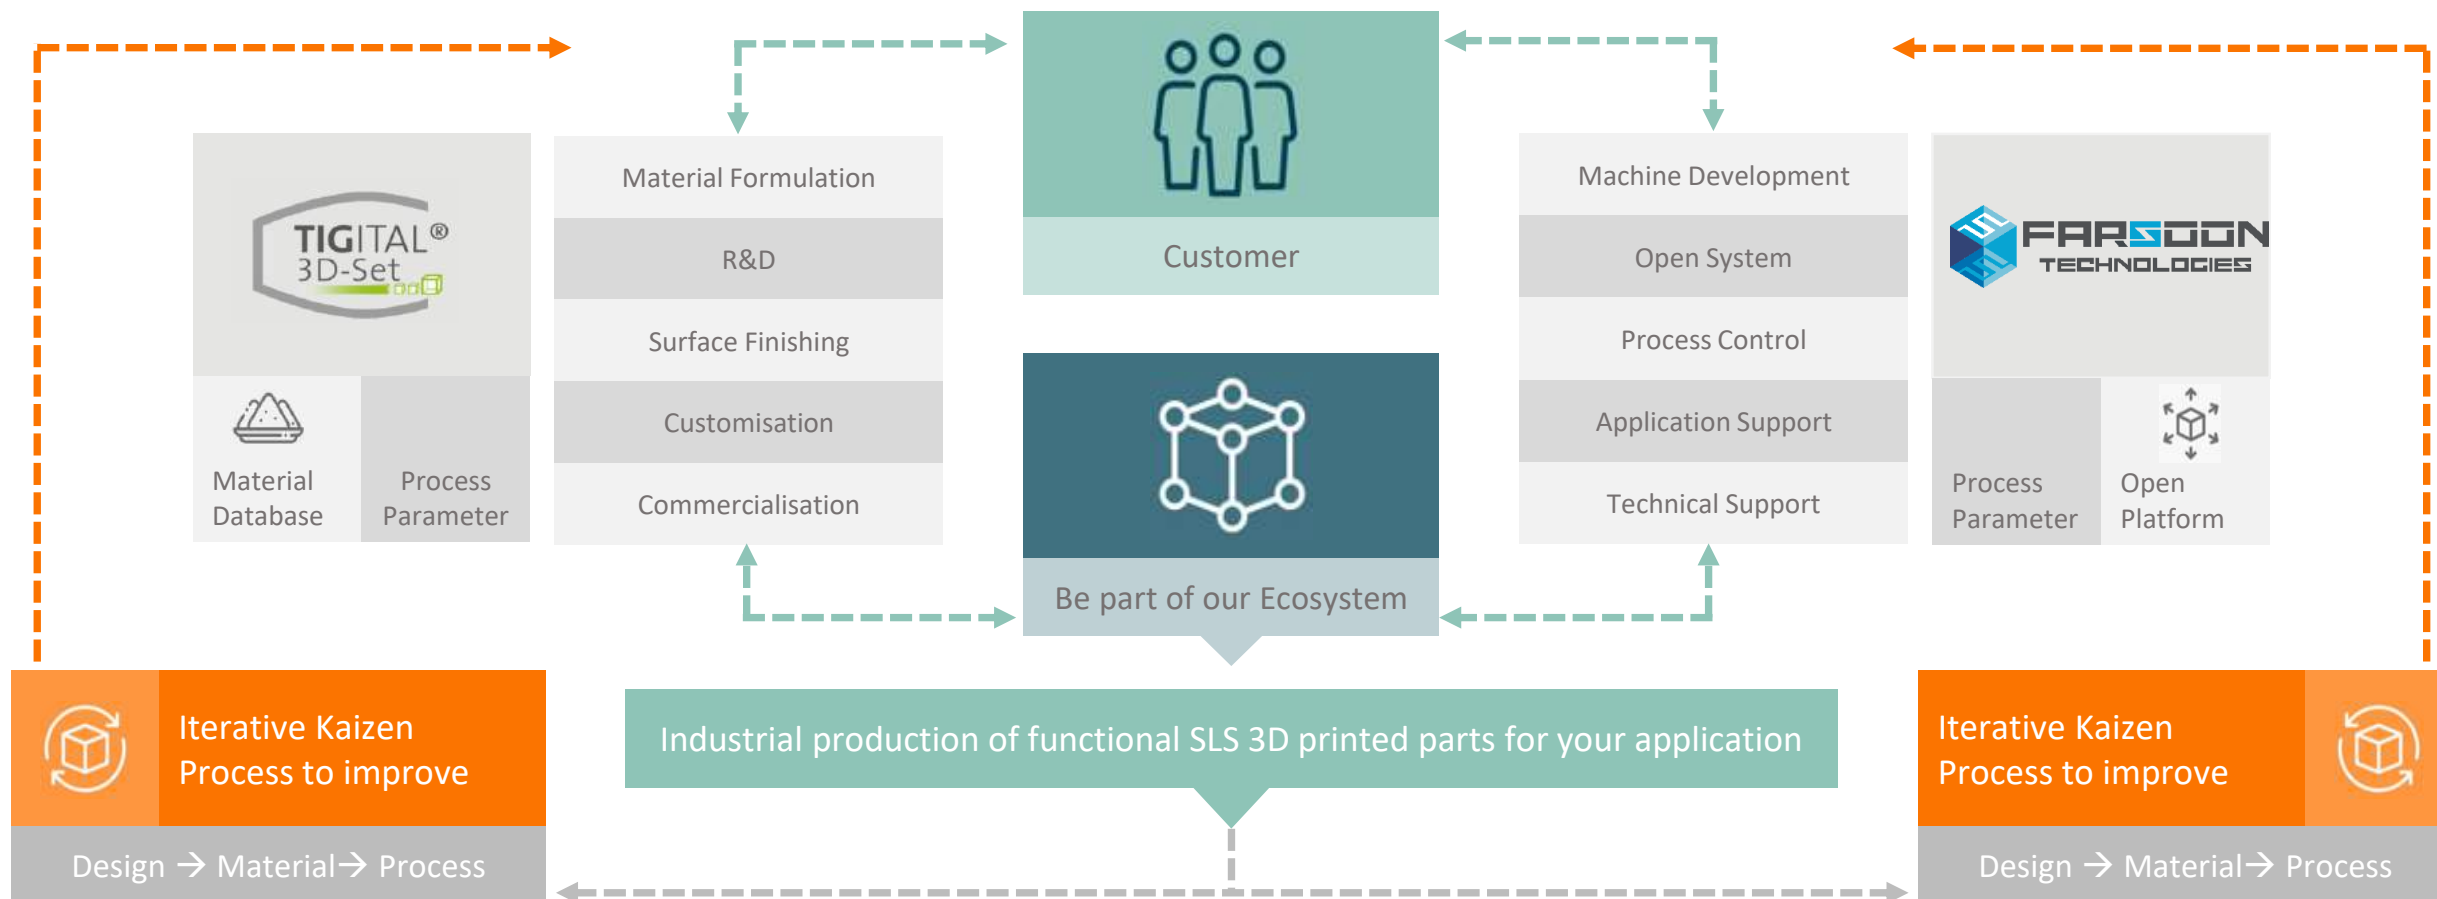 TIGITAL®
3D-Set
Material
Database
Process
Parameter
Material Formulation
R&D
Surface Finishing
Customisation
Commercialisation
Customer
Be part of our Ecosystem
Machine Development
Open System
Process Control
Application Support
Technical Support
FARSOON
TECHNOLOGIES
Process
Parameter
Open
Platform
Iterative Kaizen
Process to improve
Design → Material→ Process
Industrial production of functional SLS 3D printed parts for your application
Iterative Kaizen
Process to improve
Design → Material→ Process